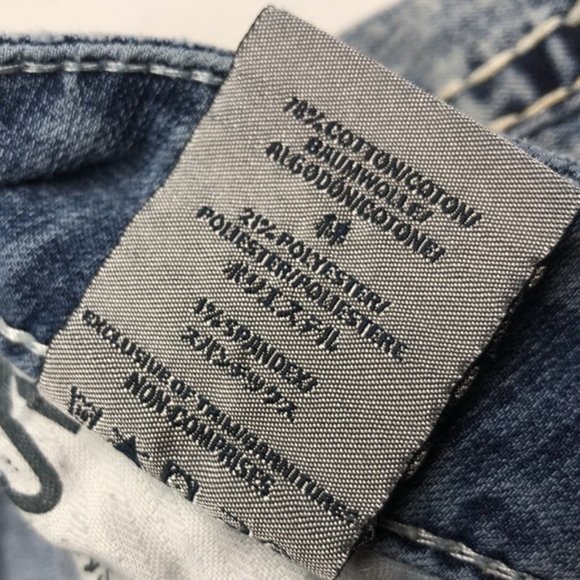 78% COTTON/COTON/
BAUMWOLLE/
ALGODÓN/COTONE/
綿
21% POLYESTER/
POLIESTER/POLIESTERE
ポリエステル
1% SPANDEX/
スパンデックス
EXCLUSIVE OF TRIM/GARNITURES
NON COMPRISES